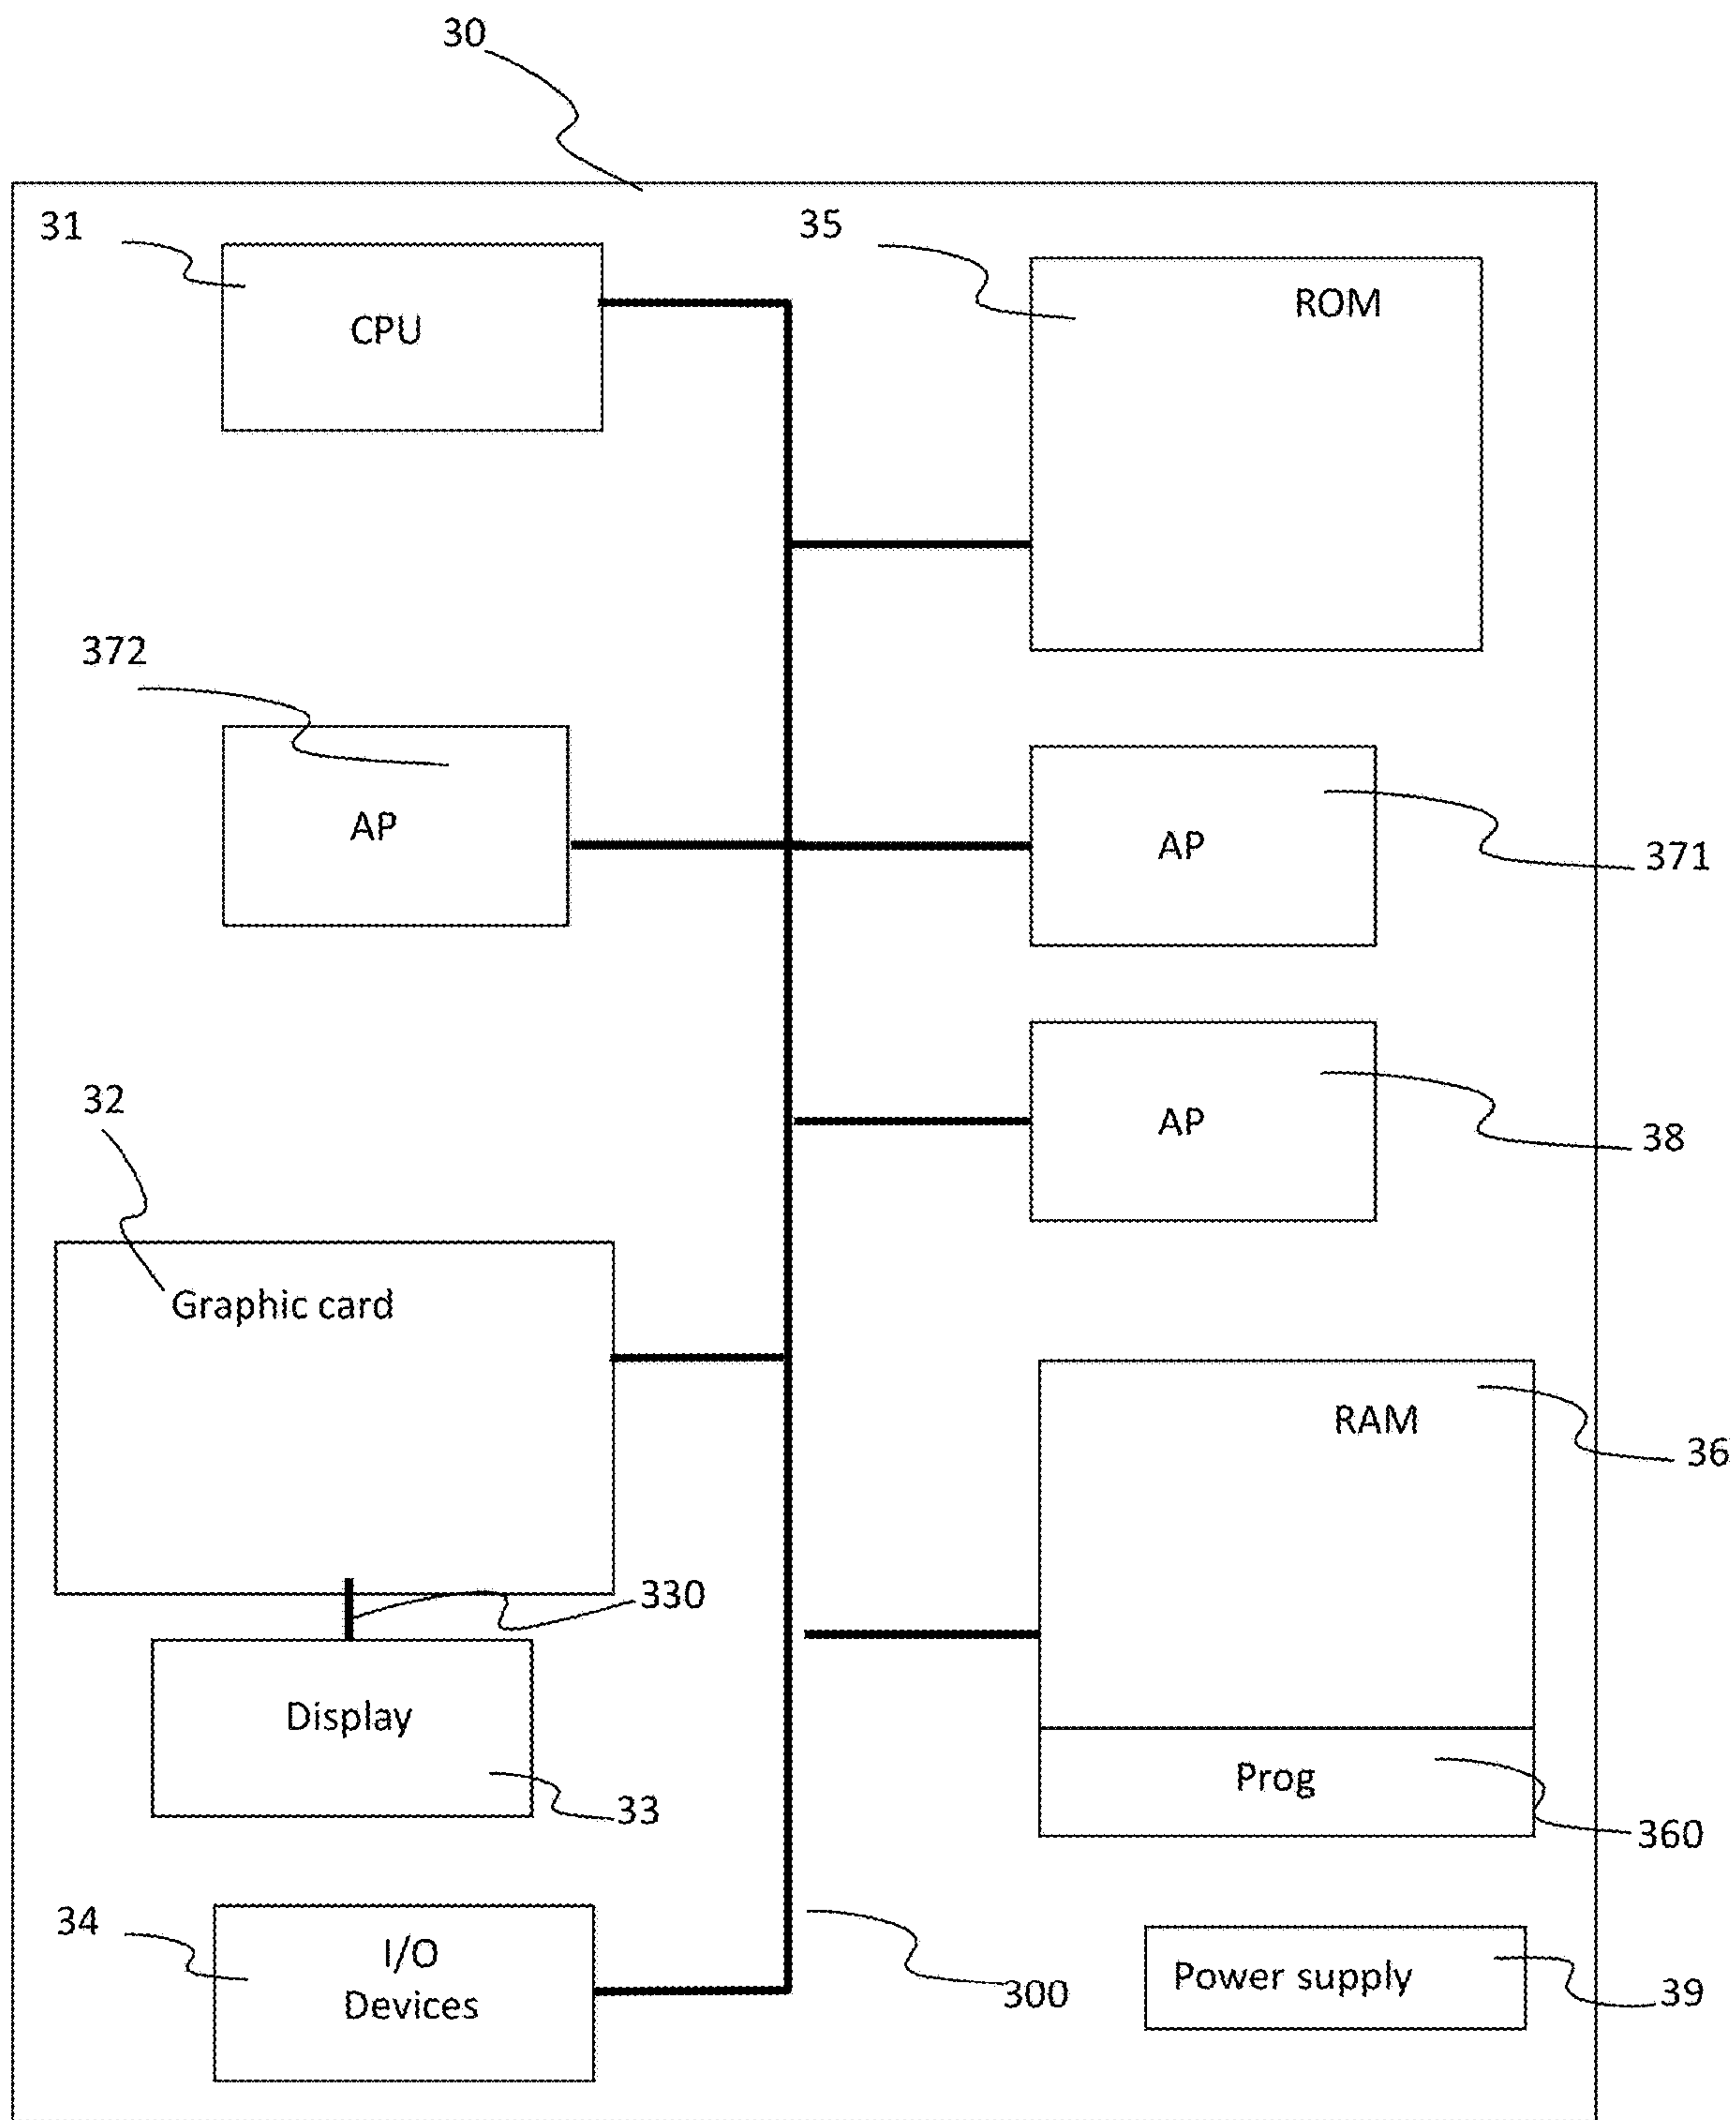 30
31
35
CPU
ROM
372
AP
AP
371
32
AP
38
Graphic card
RAM
36
330
Display
Prog
33
360
34
I/O
Devices
300
Power supply
39